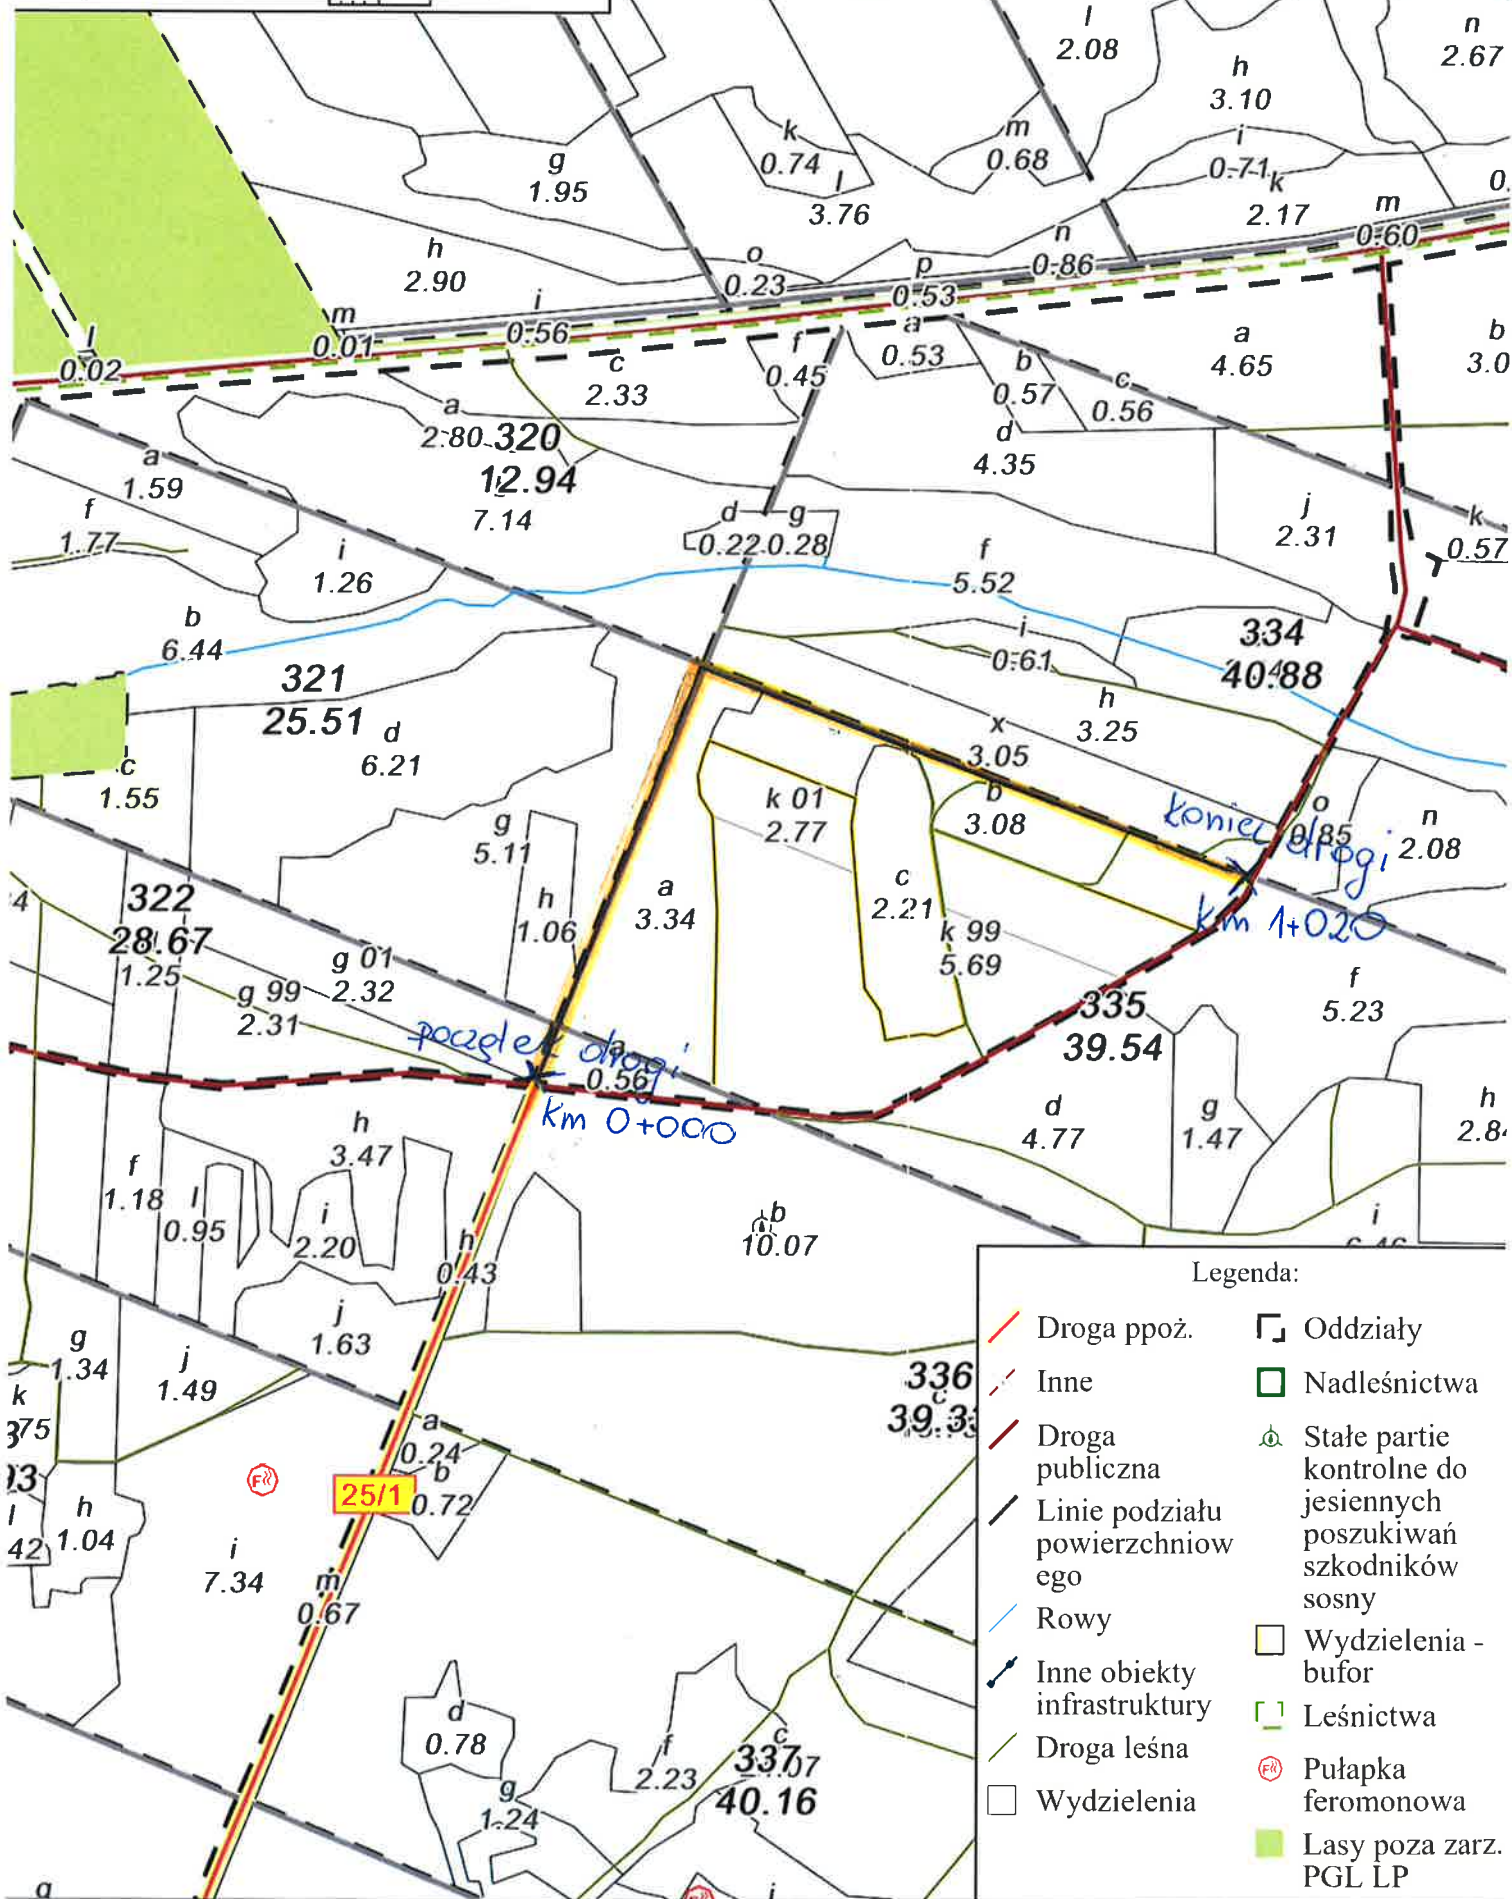 l
2.08
n
2.67
h
3.10
k
0.74
m
0.68
i
0.71
g
1.95
l
3.76
k
2.17
m
0.60
h
2.90
o
0.23
n
0.86
p
0.53
i
0.56
m
0.01
l
0.02
c
2.33
f
0.45
a
0.53
b
0.57
c
0.56
a
4.65
b
a
2.80
320
12.94
7.14
d
4.35
a
1.59
f
1.77
i
1.26
d
0.22
g
0.28
f
5.52
j
2.31
k
0.57
b
6.44
321
25.51
i
0.61
334
40.88
d
6.21
h
3.25
x
3.05
c
1.55
g
5.11
k 01
2.77
b
3.08
koniec drogi
km 1+020
o
0.85
n
2.08
322
28.67
1.25
h
1.06
a
3.34
c
2.21
k 99
5.69
g 01
2.32
g 99
2.31
f
5.23
335
39.54
początek drogi
km 0+000
a
0.56
h
3.47
d
4.77
g
1.47
h
f
1.18
l
0.95
i
2.20
b
10.07
i
h
0.43
j
1.63
g
1.34
j
1.49
k
336
c
a
0.24
b
0.72
25/1
h
1.04
l
i
7.34
m
0.67
d
0.78
g
1.24
f
2.23
c
337
40.16
Legenda:
Droga ppoż.
Inne
Droga
publiczna
Linie podziału
powierzchniow
ego
Rowy
Inne obiekty
infrastruktury
Droga leśna
Wydzielenia
Oddziały
Nadleśnictwa
Stałe partie
kontrolne do
jesiennych
poszukiwań
szkodników
sosny
Wydzielenia -
bufor
Leśnictwa
Pułapka
feromonowa
Lasy poza zarz.
PGL LP